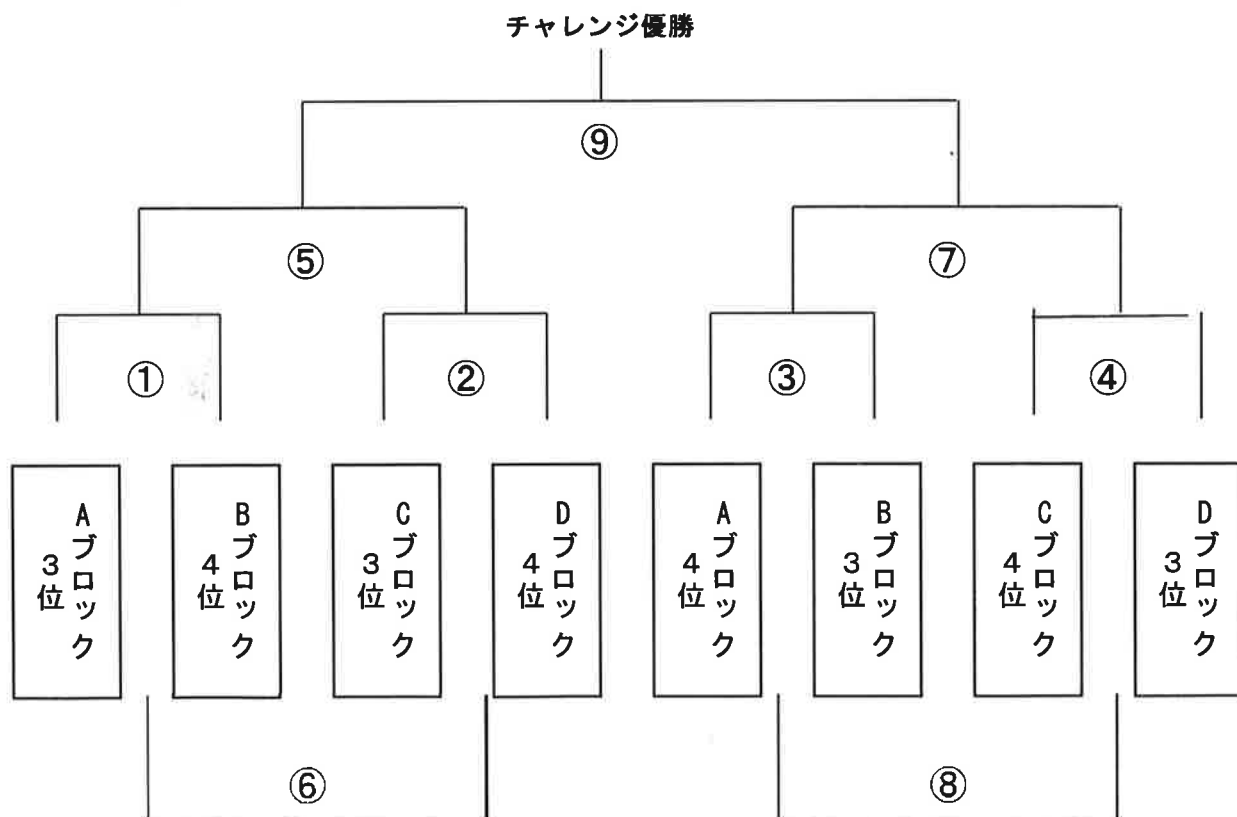 チャレンジ優勝
⑨
⑤
⑦
①
②
③
④
Aブロック
3位
Bブロック
4位
Cブロック
3位
Dブロック
4位
Aブロック
4位
Bブロック
3位
Cブロック
4位
Dブロック
3位
⑥
⑧